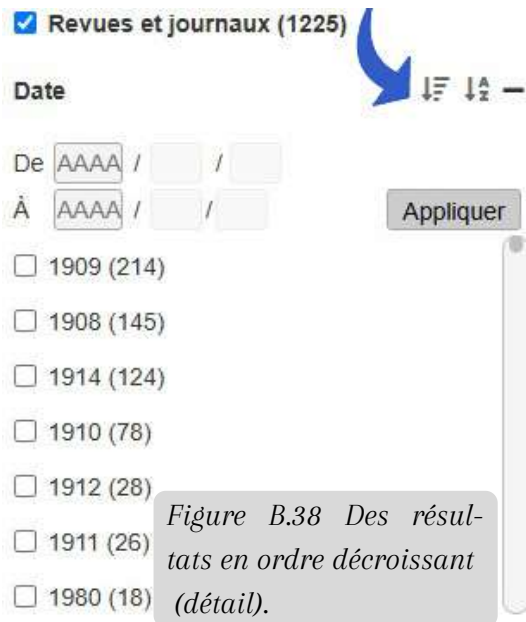 Revues et journaux (1225)
Date
De AAAA / /
À AAAA / / Appliquer
1909 (214)
1908 (145)
1914 (124)
1910 (78)
1912 (28)
1911 (26)
1980 (18)
Figure B.38 Des résul-
tats en ordre décroissant
(détail).